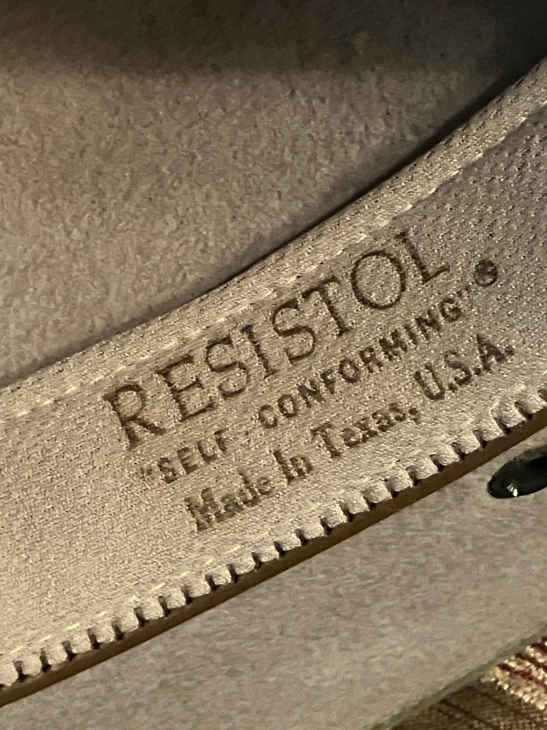 RESISTOL®
"SELF-CONFORMING"
Made In Texas, U.S.A.